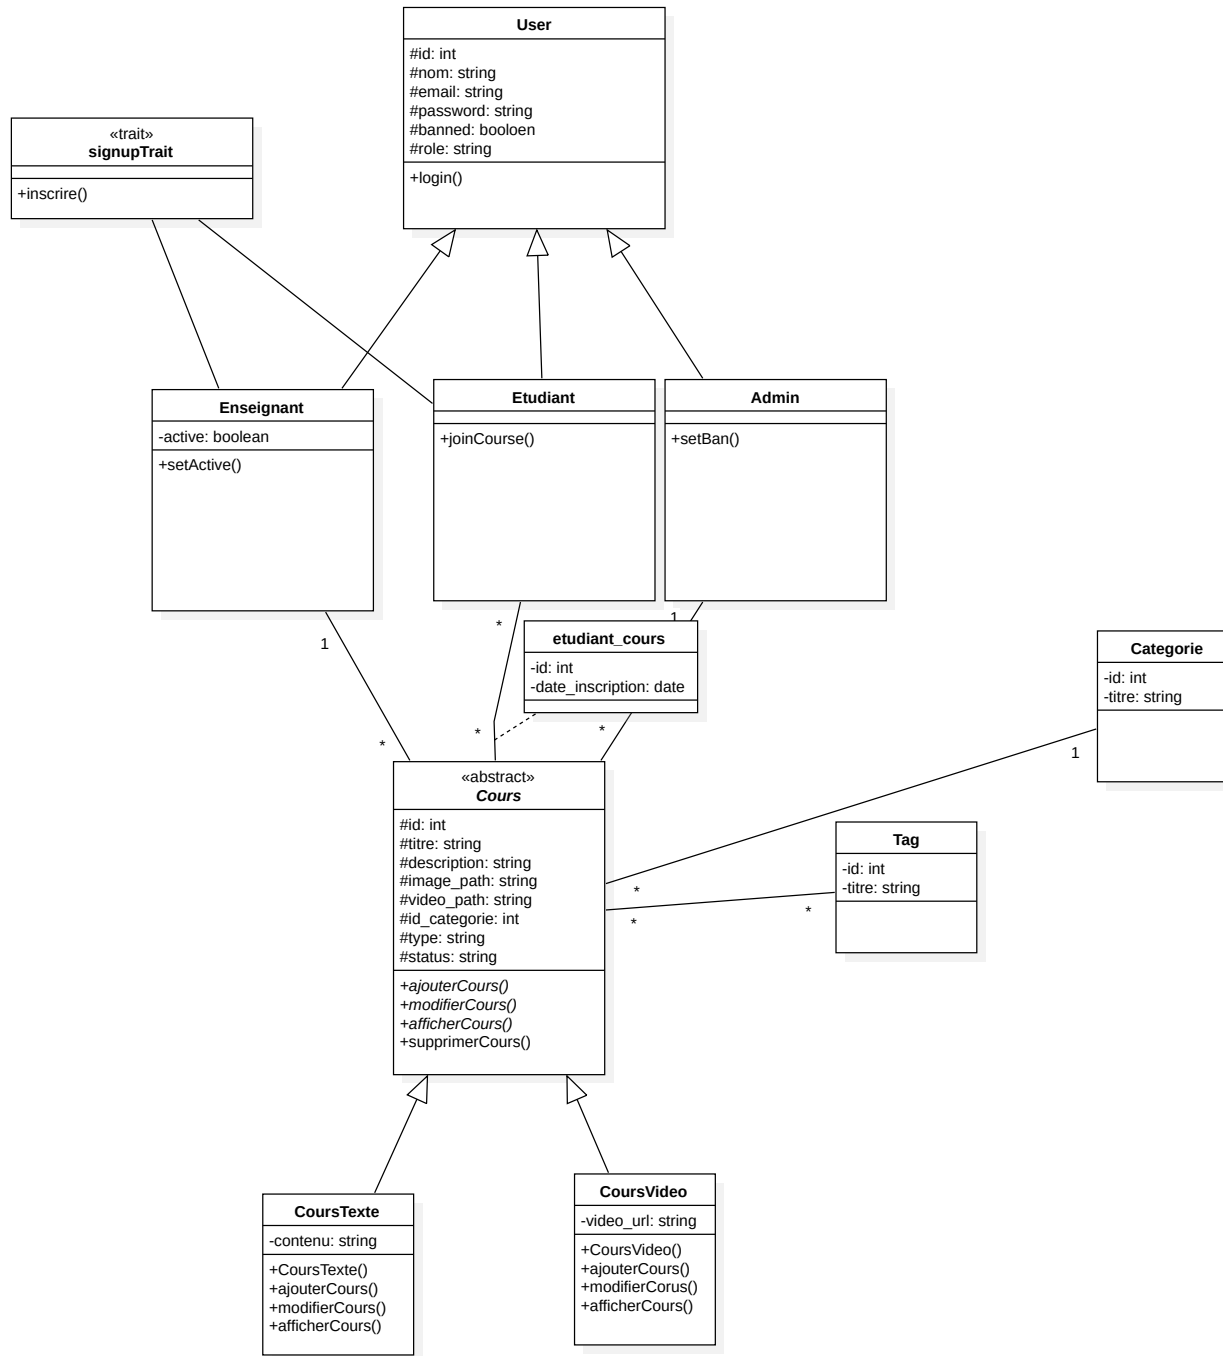 User
#id: int
#nom: string
#email: string
#password: string
#banned: booloen
#role: string
+login()
«trait»
signupTrait
+inscrire()
Enseignant
-active: boolean
+setActive()
Etudiant
+joinCourse()
Admin
+setBan()
1
*
*
*
1
*
etudiant_cours
-id: int
-date_inscription: date
Categorie
-id: int
-titre: string
1
*
Tag
-id: int
-titre: string
*
*
«abstract»
Cours
#id: int
#titre: string
#description: string
#image_path: string
#video_path: string
#id_categorie: int
#type: string
#status: string
+ajouterCours()
+modifierCours()
+afficherCours()
+supprimerCours()
CoursTexte
-contenu: string
+CoursTexte()
+ajouterCours()
+modifierCours()
+afficherCours()
CoursVideo
-video_url: string
+CoursVideo()
+ajouterCours()
+modifierCorus()
+afficherCours()